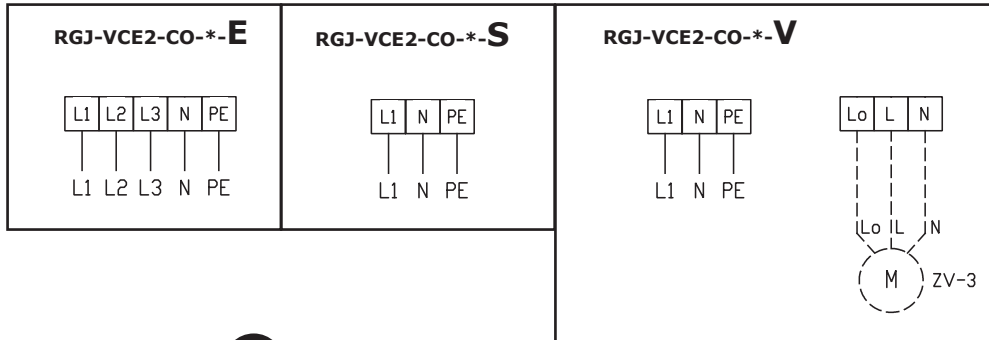 RGJ-VCE2-CO-*-E
L1 L2 L3 N PE
L1 L2 L3 N PE
RGJ-VCE2-CO-*-S
L1 N PE
L1 N PE
RGJ-VCE2-CO-*-V
L1 N PE
L1 N PE
Lo L N
Lo L N
M ZV-3